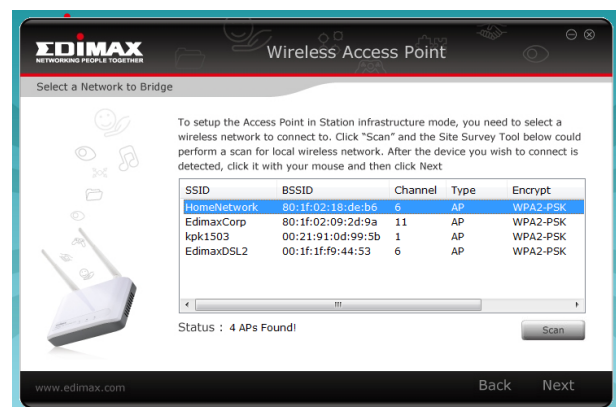 EDIMAX
NETWORKING PEOPLE TOGETHER
Wireless Access Point
Select a Network to Bridge
To setup the Access Point in Station infrastructure mode, you need to select a
wireless network to connect to. Click "Scan" and the Site Survey Tool below could
perform a scan for local wireless network. After the device you wish to connect is
detected, click it with your mouse and then click Next
SSID BSSID Channel Type Encrypt
HomeNetwork 80:1f:02:18:de:b6 6 AP WPA2-PSK
EdimaxCorp 80:1f:02:09:2d:9a 11 AP WPA2-PSK
kpk1503 00:21:91:0d:99:5b 1 AP WPA2-PSK
EdimaxDSL2 00:1f:1f:f9:44:53 6 AP WPA2-PSK
Status : 4 APs Found!
Scan
www.edimax.com
Back Next